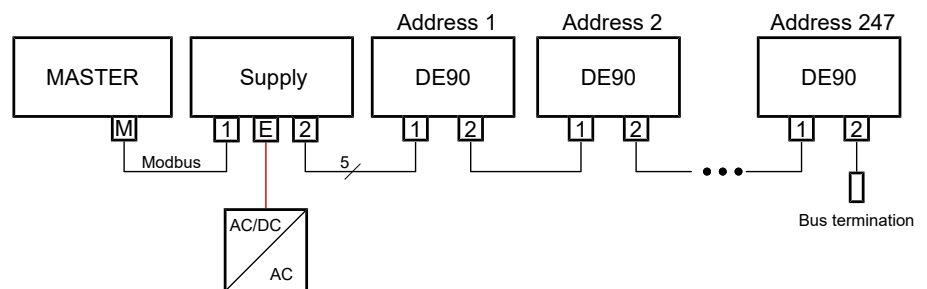 Address 1
Address 2
Address 247
MASTER
Supply
DE90
DE90
DE90
M
1
E
2
1
2
1
2
1
2
Modbus
5
AC/DC
AC
Bus termination